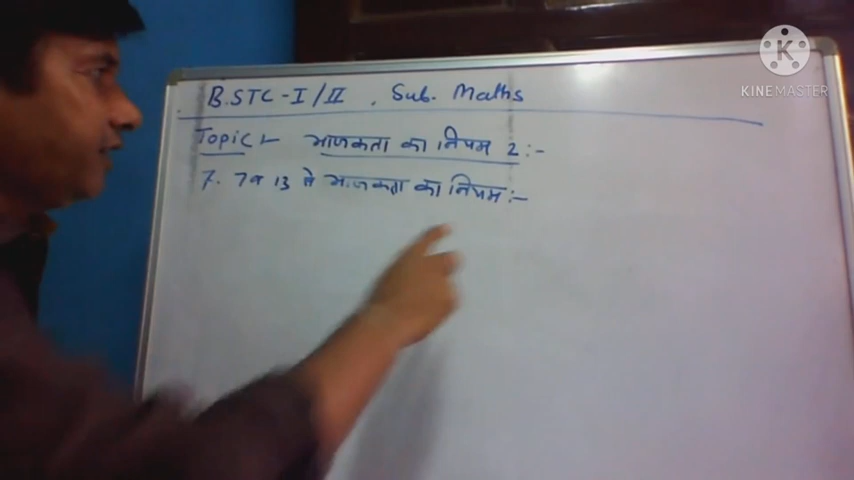 B.STC-I/II, Sub. Maths
Topic:- भाजकता का नियम 2:-
7. 7 व 13 से भाजकता का नियम:-
KINEMASTER